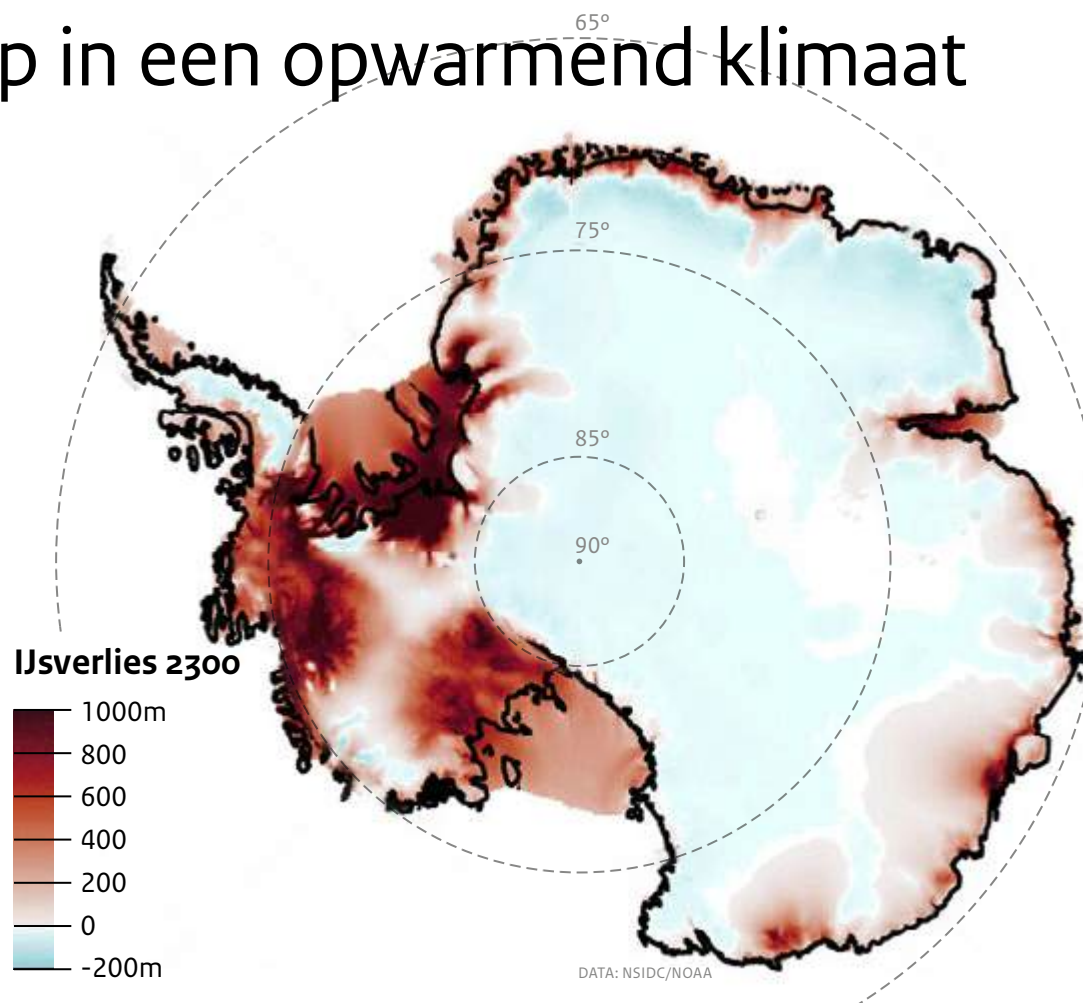 65°
p in een opwarmend klimaat
75°
85°
90°
IJsverlies 2300
1000m
800
600
400
200
0
-200m
DATA: NSIDC/NOAA